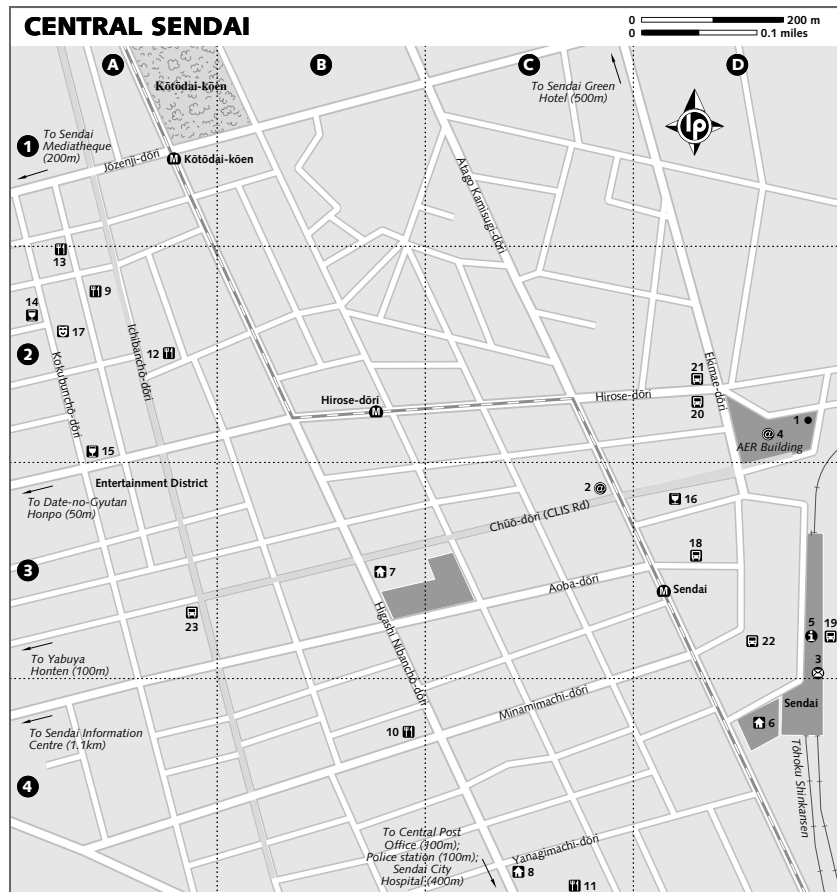 CENTRAL SENDAI
0 200 m
0 0.1 miles
A
B
C
D
Kōtōdai-kōen
To Sendai Green
Hotel (500m)
lp
1
To Sendai
Mediatheque
(200m)
Jōzenji-dōri
M Kōtōdai-kōen
Atago Kamisugi-dōri
13
9
14
17
2
12
Ichibanchō-dōri
Kokubunchō-dōri
Hirose-dōri
M
Hirose-dōri
21
20
Ekimae-dōri
1
@ 4
AER Building
15
Entertainment District
To Date-no-Gyutan
Honpo (50m)
2 @
16
Chūō-dōri (CLIS Rd)
18
3
7
Aoba-dōri
M Sendai
23
Higashi Nibanchō-dōri
5
i
19
22
3
To Yabuya
Honten (100m)
Minamimachi-dōri
Sendai
To Sendai Information
Centre (1.1km)
10
6
Tōhoku Shinkansen
4
To Central Post
Office (100m);
Police station (100m);
Sendai City
Hospital (400m)
Yanagimachi-dōri
8
11